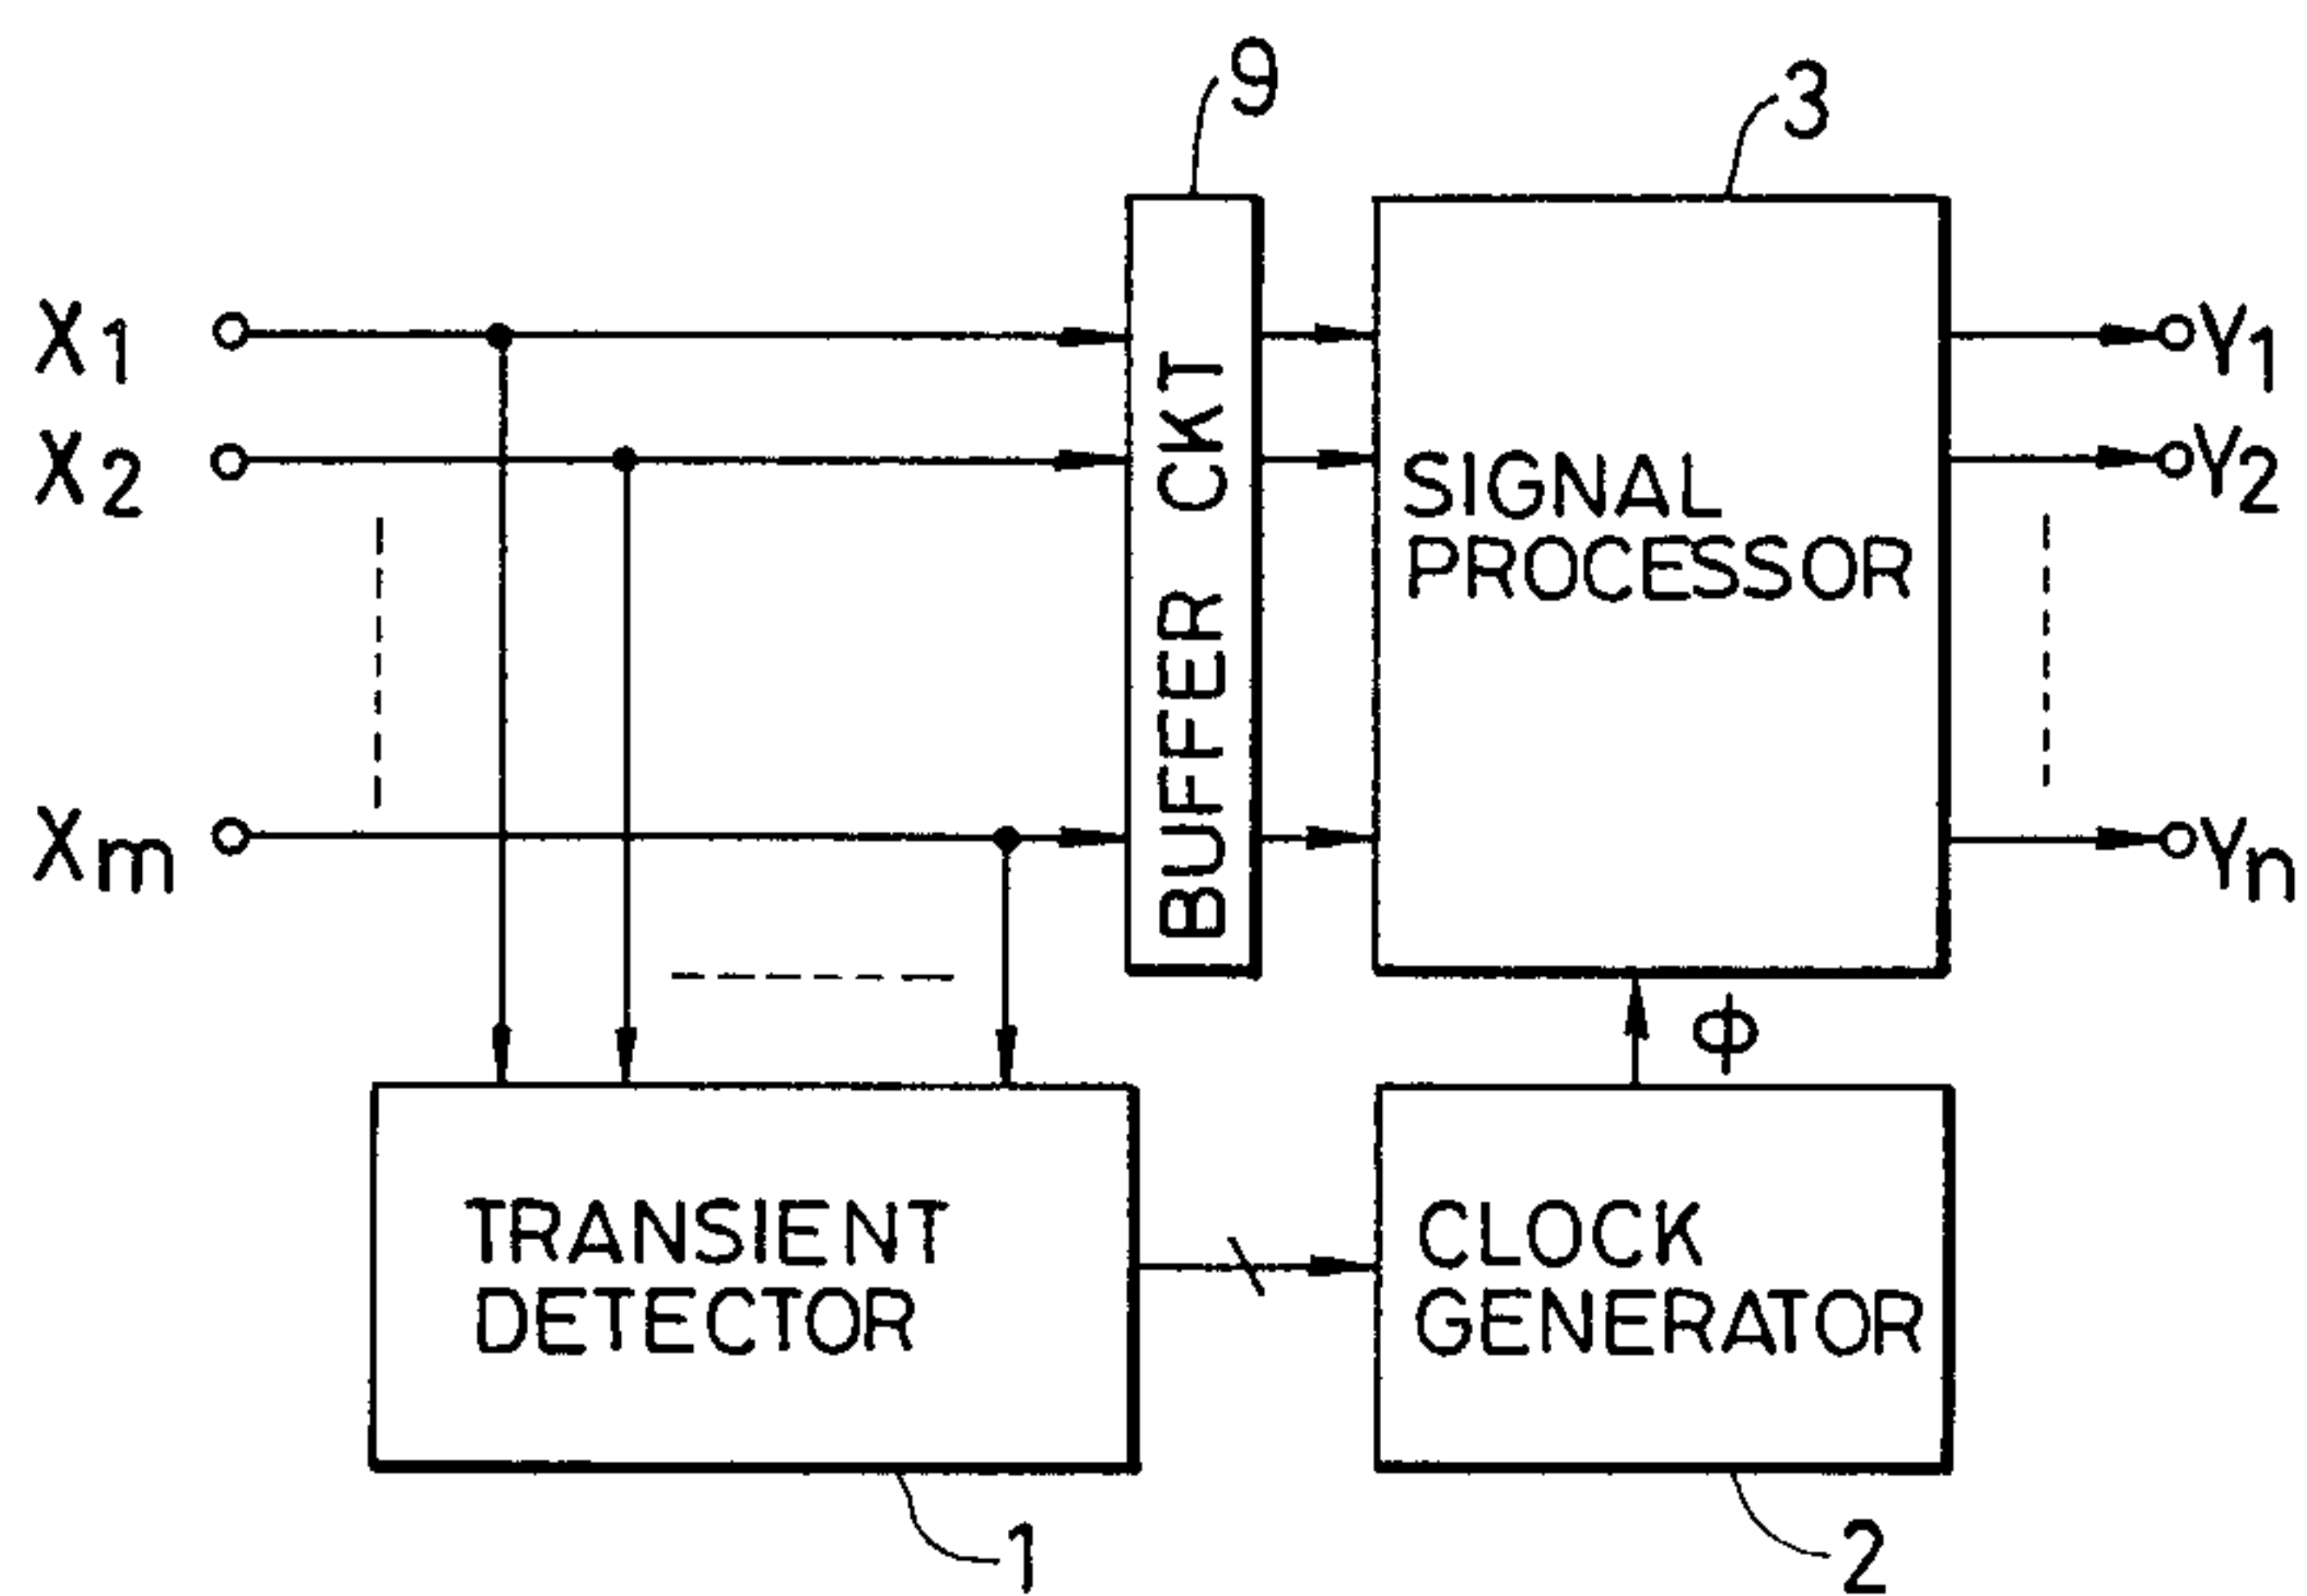 9
3
X1
Y1
X2
Y2
BUFFER CKT
SIGNAL
PROCESSOR
Xm
Yn
ϕ
TRANSIENT
DETECTOR
CLOCK
GENERATOR
1
2